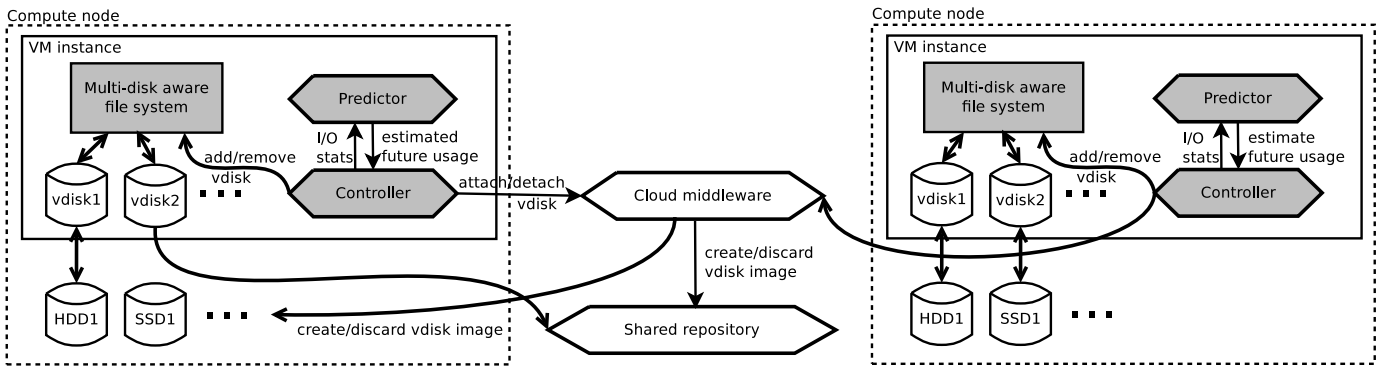 Compute node
VM instance
Multi-disk aware
file system
Predictor
I/O
stats
estimated
future usage
add/remove
vdisk
vdisk1
vdisk2
...
Controller
attach/detach
vdisk
Cloud middleware
create/discard
vdisk image
HDD1
SSD1
...
create/discard vdisk image
Shared repository
Compute node
VM instance
Multi-disk aware
file system
Predictor
I/O
stats
estimate
future usage
add/remove
vdisk
vdisk1
vdisk2
...
Controller
HDD1
SSD1
...